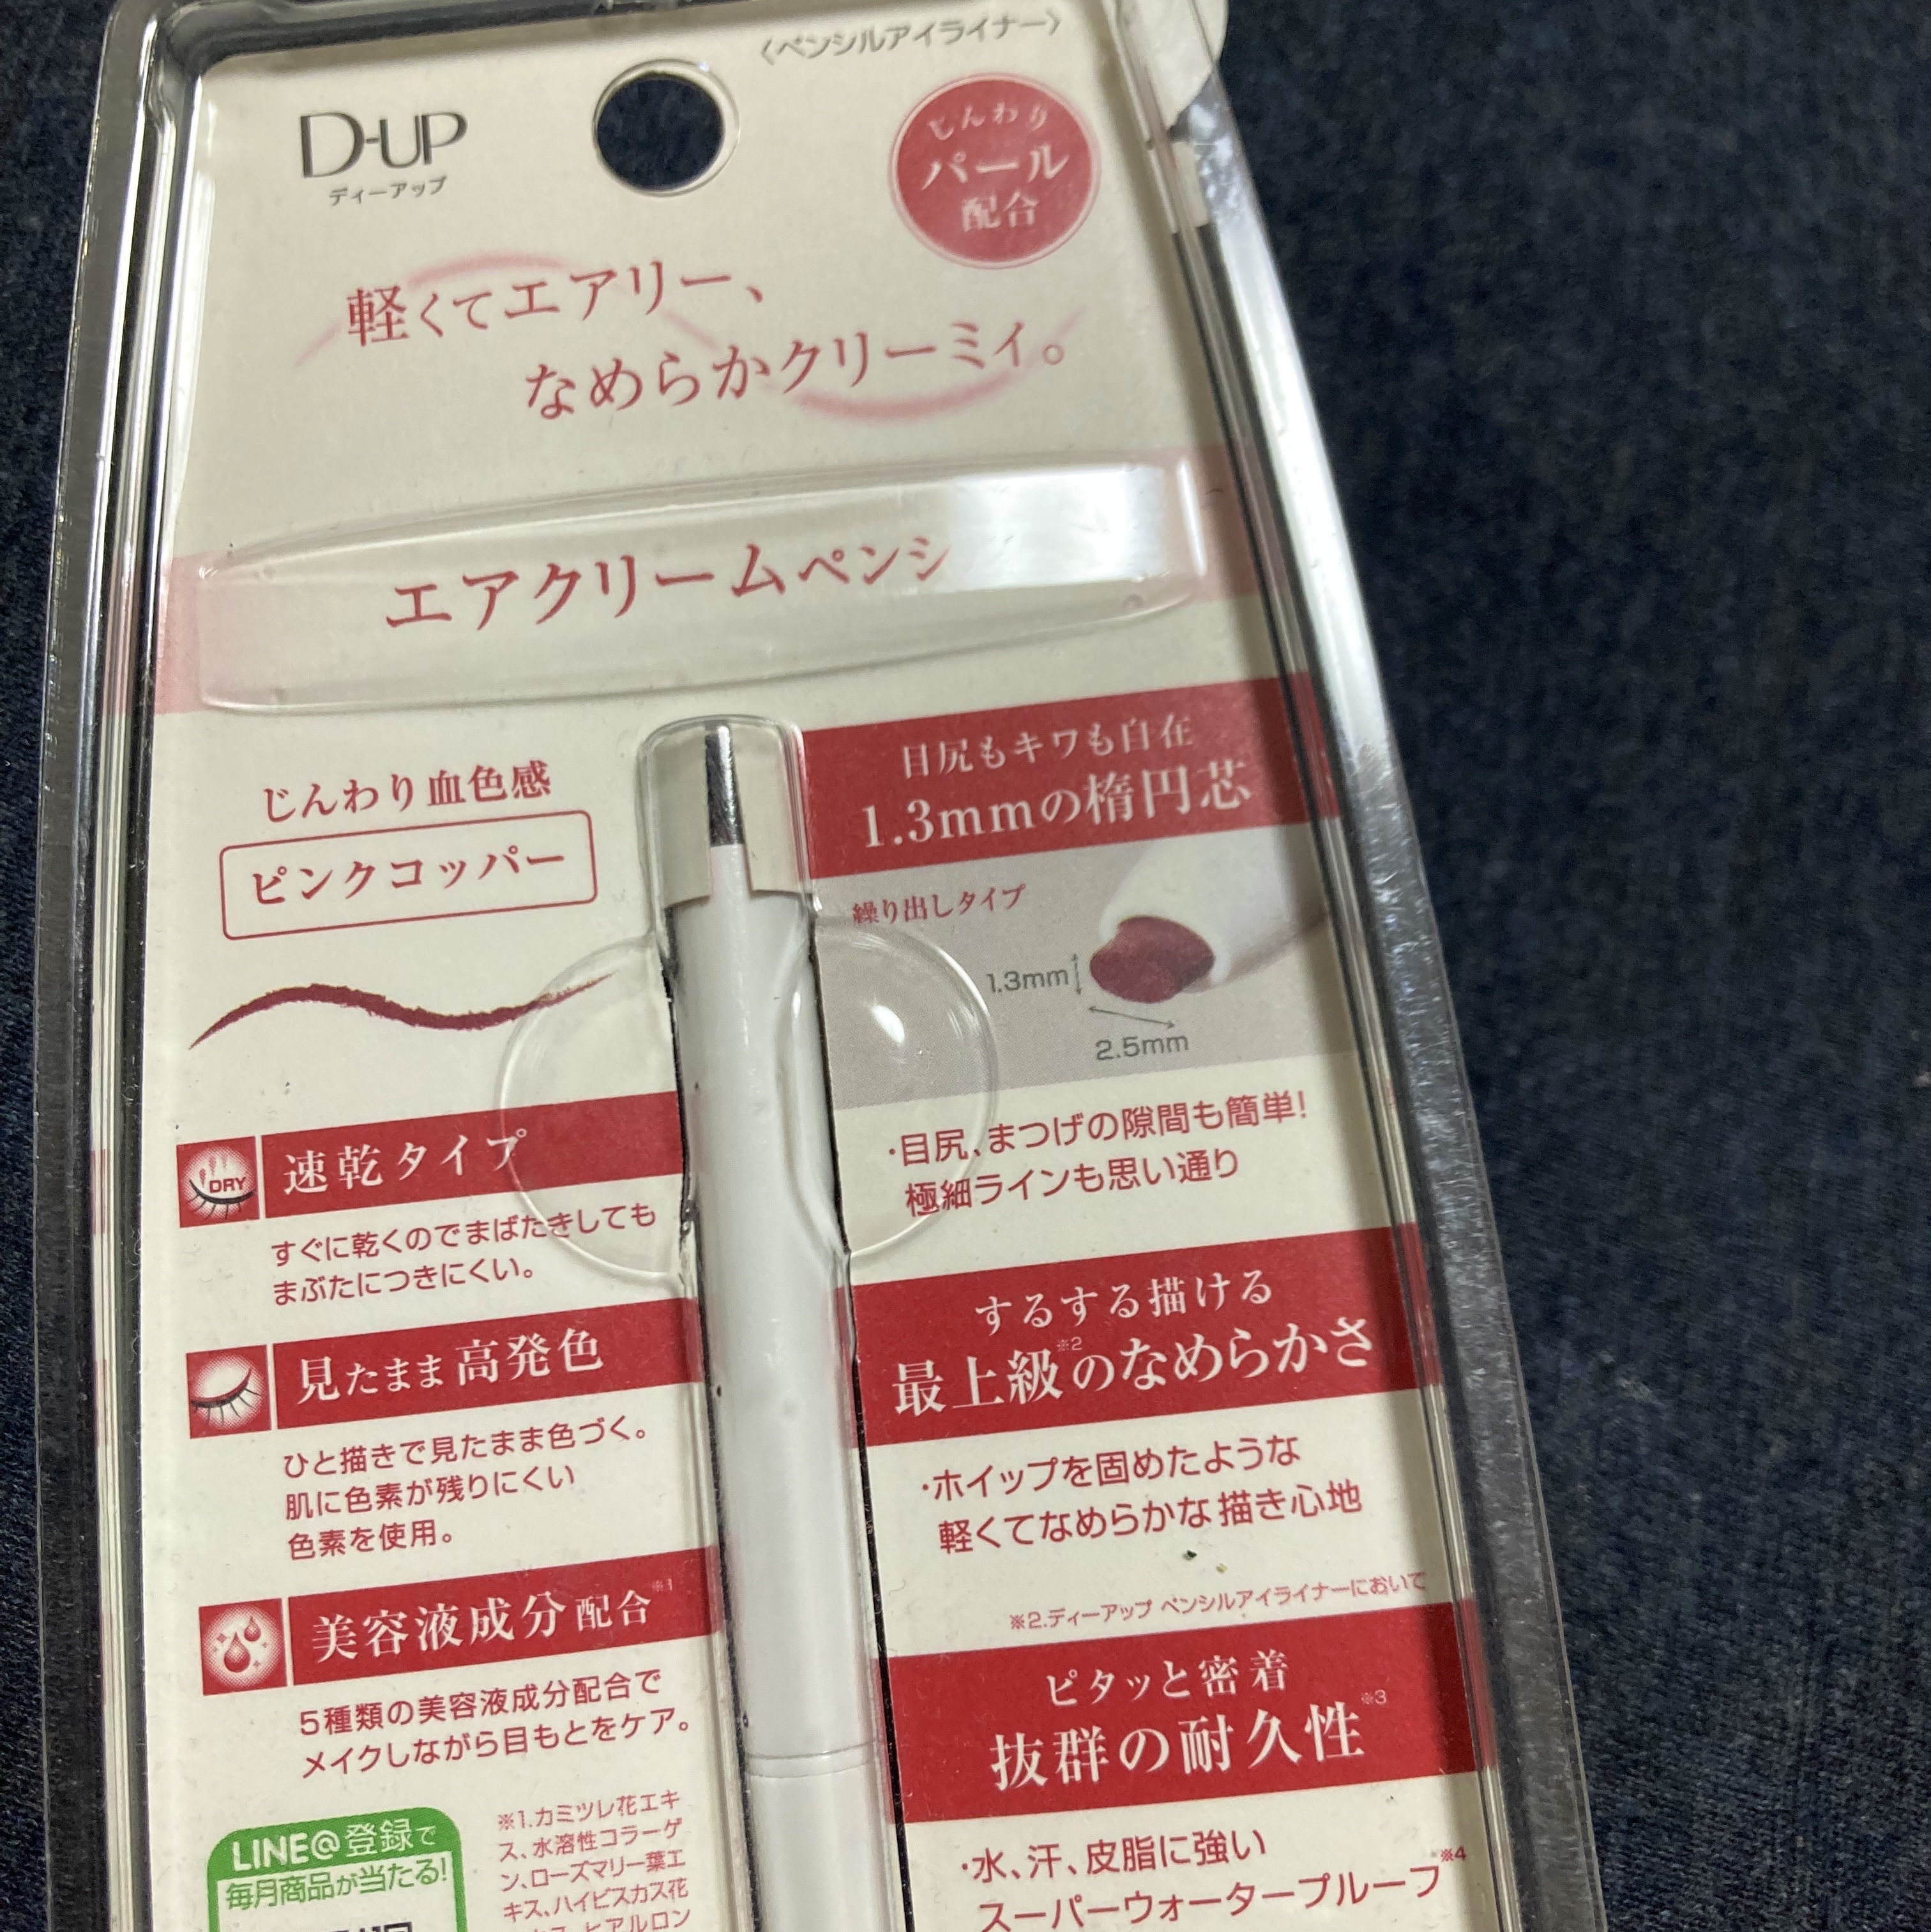 〈ペンシルアイライナー〉
D-UP
ディーアップ
じんわり
パール
配合
軽くてエアリー、
なめらかクリーミィ。
エアクリームペンシ
じんわり血色感
ピンクコッパー
目尻もキワも自在
1.3mmの楕円芯
繰り出しタイプ
1.3mm
2.5mm
・目尻、まつげの隙間も簡単!
極細ラインも思い通り
DRY
速乾タイプ
すぐに乾くのでまばたきしても
まぶたにつきにくい。
するする描ける
最上級※2のなめらかさ
・ホイップを固めたような
軽くてなめらかな描き心地
※2.ディーアップ ペンシルアイライナーにおいて
見たまま高発色
ひと描きで見たまま色づく。
肌に色素が残りにくい
色素を使用。
美容液成分配合※1
5種類の美容液成分配合で
メイクしながら目もとをケア。
ピタッと密着
抜群の耐久性※3
・水、汗、皮脂に強い
スーパーウォータープルーフ※4
LINE@登録で
毎月商品が当たる!
※1.カミツレ花エキ
ス、水溶性コラーゲ
ン、ローズマリー葉エ
キス、ハイビスカス花